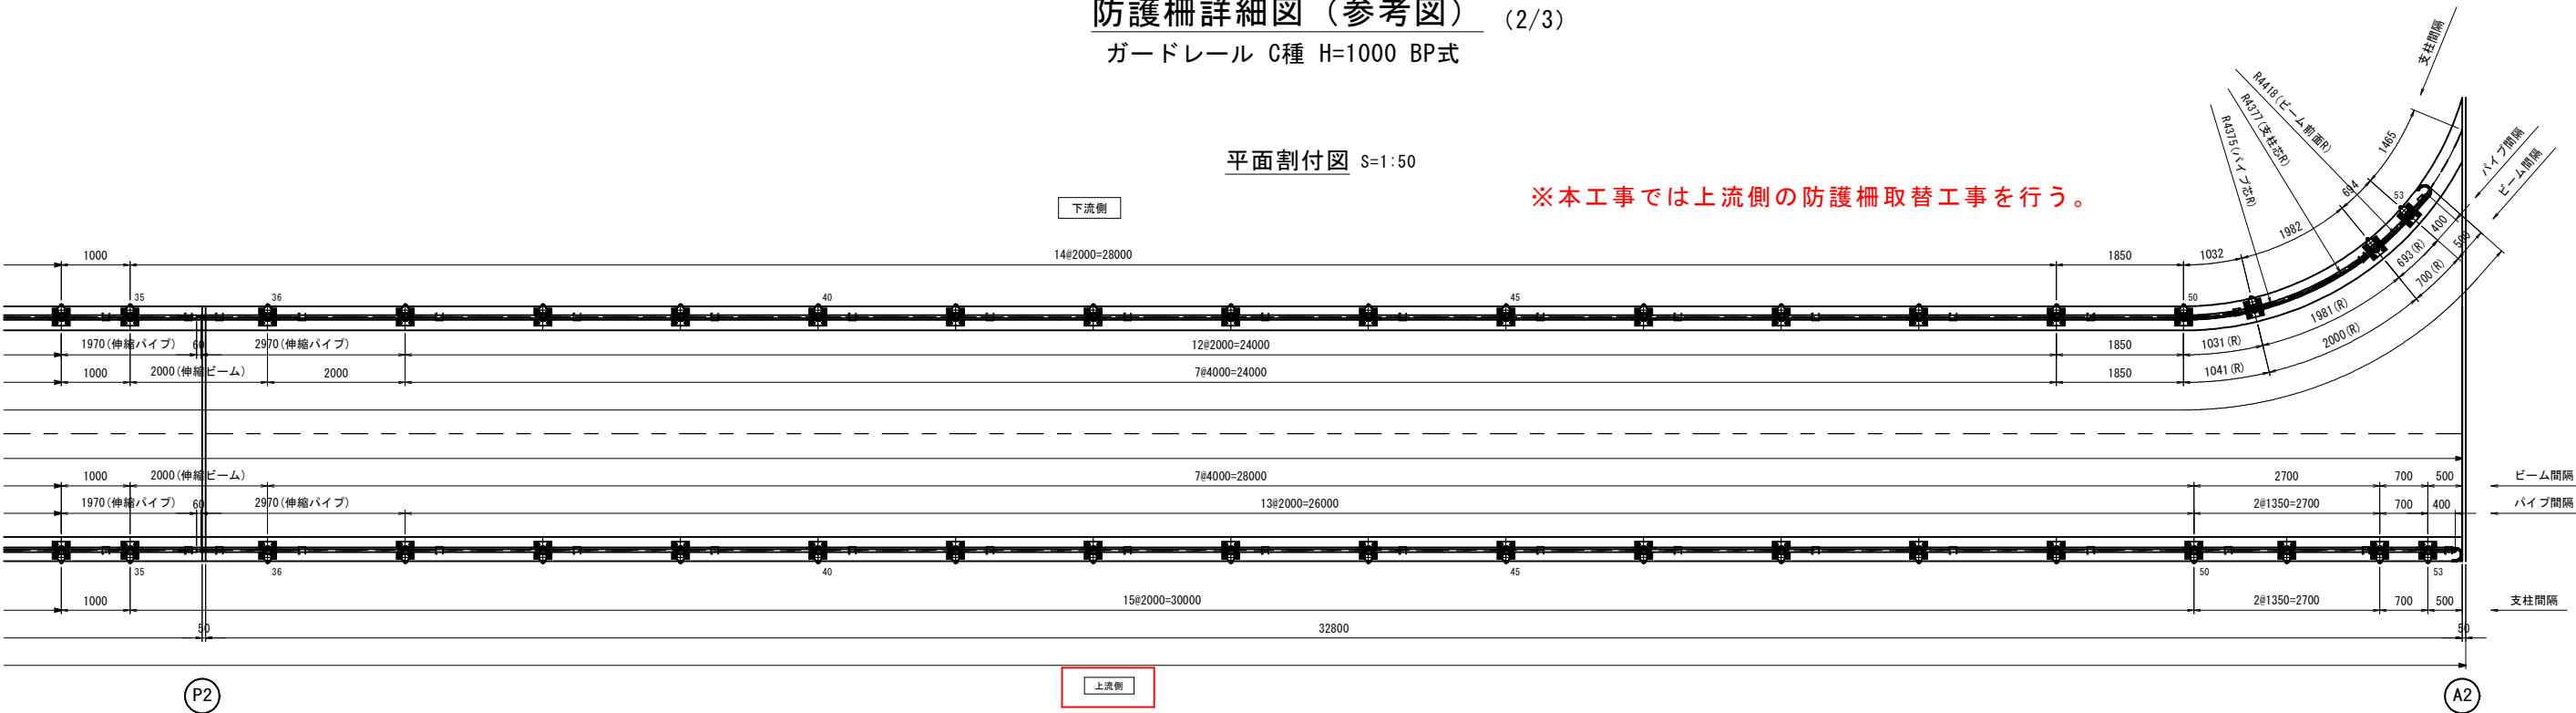 防護柵詳細図（参考図） (2/3)
ガードレール C種 H=1000 BP式
平面割付図 S=1:50
※本工事では上流側の防護柵取替工事を行う。
下流側
支柱間隔
R4418(ビーム前面R)
R4377(支柱芯R)
R4375(パイプ芯R)
1465
パイプ間隔
ビーム間隔
694
53
1982
400
500
1000
14@2000=28000
1850
1032
693(R)
700(R)
35
36
40
45
50
1981(R)
2000(R)
1970(伸縮パイプ)
60
2970(伸縮パイプ)
12@2000=24000
1850
1031(R)
1000
2000(伸縮ビーム)
2000
7@4000=24000
1850
1041(R)
1000
2000(伸縮ビーム)
7@4000=28000
2700
700
500
ビーム間隔
1970(伸縮パイプ)
60
2970(伸縮パイプ)
13@2000=26000
2@1350=2700
700
400
パイプ間隔
35
36
40
45
50
53
1000
15@2000=30000
2@1350=2700
700
500
支柱間隔
50
32800
50
上流側
P2
A2